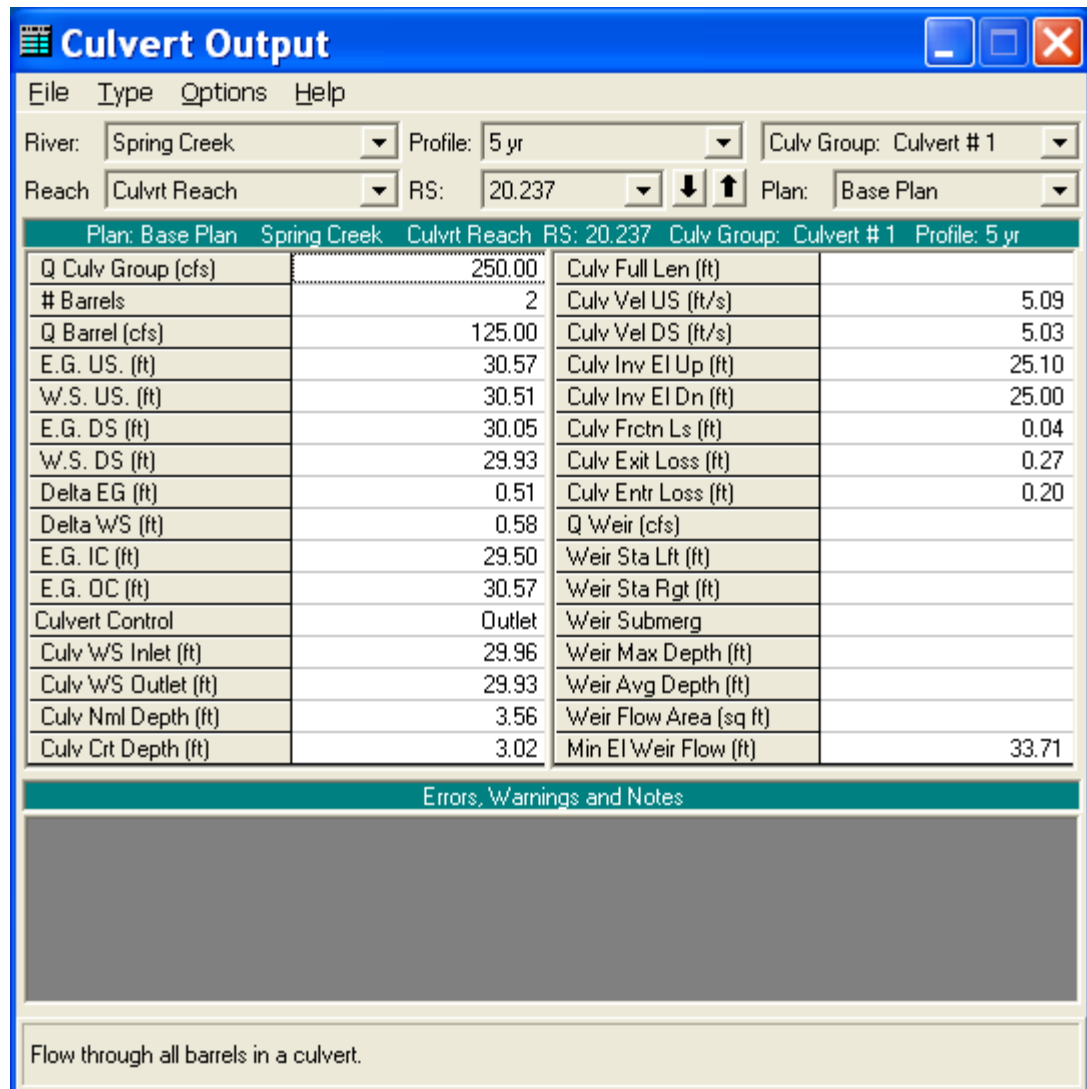 Culvert Output
File Type Options Help
River: Spring Creek Profile: 5 yr Culv Group: Culvert # 1
Reach Culvrt Reach RS: 20.237 Plan: Base Plan
Plan: Base Plan Spring Creek Culvrt Reach RS: 20.237 Culv Group: Culvert # 1 Profile: 5 yr
Q Culv Group (cfs) 250.00 Culv Full Len (ft)
# Barrels 2 Culv Vel US (ft/s) 5.09
Q Barrel (cfs) 125.00 Culv Vel DS (ft/s) 5.03
E.G. US. (ft) 30.57 Culv Inv El Up (ft) 25.10
W.S. US. (ft) 30.51 Culv Inv El Dn (ft) 25.00
E.G. DS (ft) 30.05 Culv Frctn Ls (ft) 0.04
W.S. DS (ft) 29.93 Culv Exit Loss (ft) 0.27
Delta EG (ft) 0.51 Culv Entr Loss (ft) 0.20
Delta WS (ft) 0.58 Q Weir (cfs)
E.G. IC (ft) 29.50 Weir Sta Lft (ft)
E.G. OC (ft) 30.57 Weir Sta Rgt (ft)
Culvert Control Outlet Weir Submerg
Culv WS Inlet (ft) 29.96 Weir Max Depth (ft)
Culv WS Outlet (ft) 29.93 Weir Avg Depth (ft)
Culv Nml Depth (ft) 3.56 Weir Flow Area (sq ft)
Culv Crt Depth (ft) 3.02 Min El Weir Flow (ft) 33.71
Errors, Warnings and Notes
Flow through all barrels in a culvert.